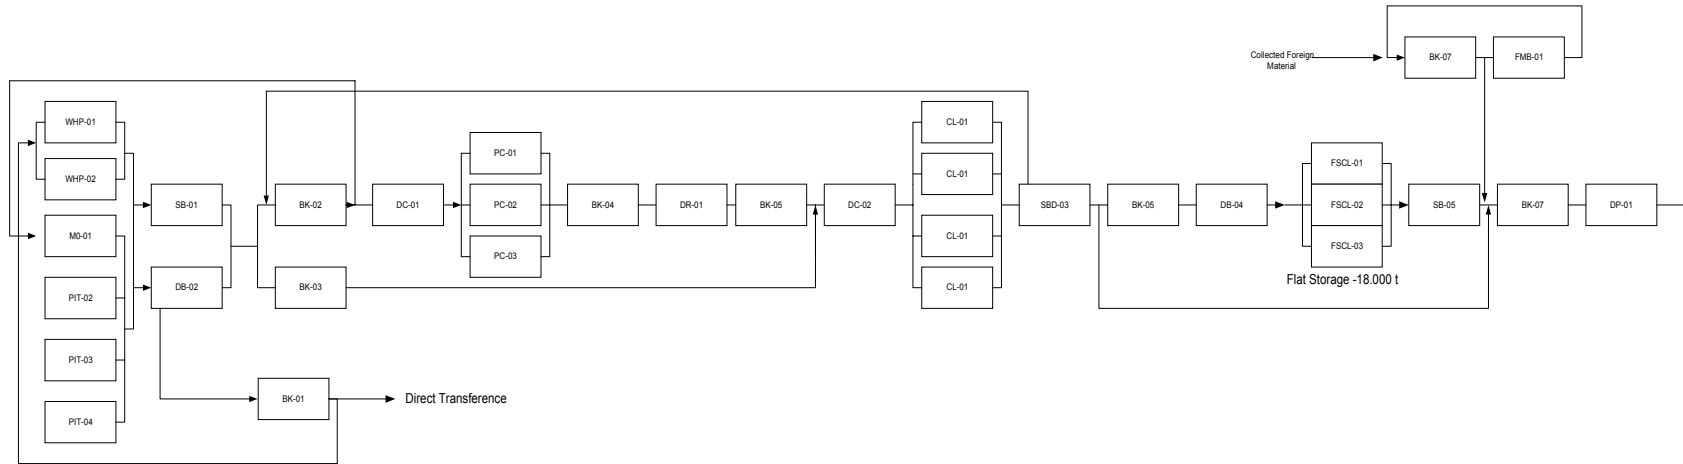 Collected Foreign
Material
BK-07
FMB-01
WHP-01
WHP-02
M0-01
PIT-02
PIT-03
PIT-04
SB-01
DB-02
BK-01
Direct Transference
BK-02
BK-03
DC-01
PC-01
PC-02
PC-03
BK-04
DR-01
BK-05
DC-02
CL-01
CL-01
CL-01
CL-01
SBD-03
BK-05
DB-04
FSCL-01
FSCL-02
FSCL-03
Flat Storage -18.000 t
SB-05
BK-07
DP-01